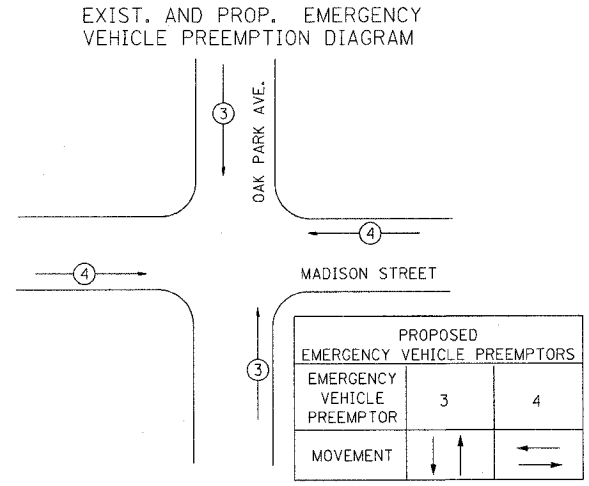 EXIST. AND PROP. EMERGENCY
VEHICLE PREEMPTION DIAGRAM
3
OAK PARK AVE.
4
4
MADISON STREET
3
PROPOSED
EMERGENCY VEHICLE PREEMPTORS
EMERGENCY
VEHICLE
PREEMPTOR
3
4
MOVEMENT